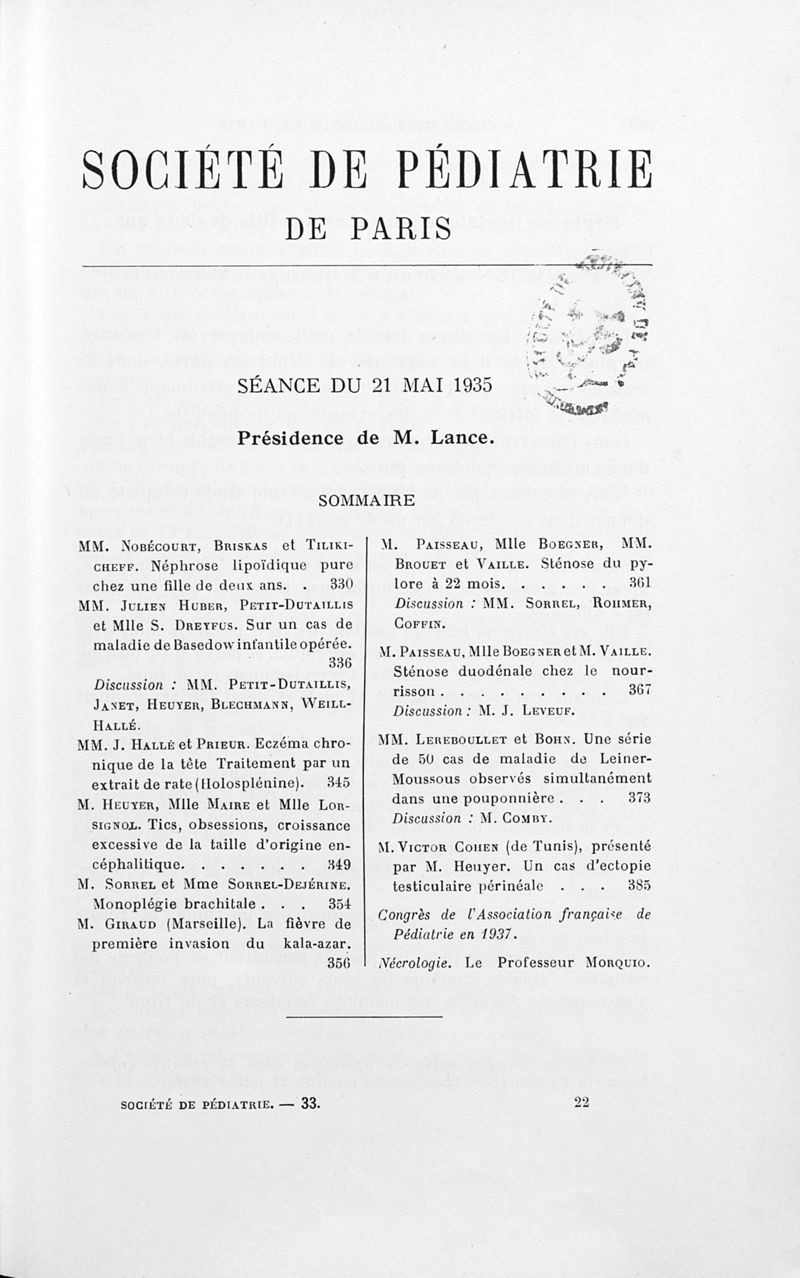 SOCIÉTÉ DE PÉDIATRIE
DE PARIS
SÉANCE DU 21 MAI 1935
Présidence de M. Lance.
SOMMAIRE
MM. Nobécourt, Briskas et Tiliki-
cheff. Néphrose lipoïdique pure
chez une fille de deux ans. . 330
MM. Julien Huber, Petit-Dutaillis
et Mlle S. Dreyfus. Sur un cas de
maladie de Basedow infantile opérée.
336
Discussion : MM. Petit-Dutaillis,
Janet, Heuyer, Blechmann, Weill-
Hallé.
MM. J. Hallé et Prieur. Eczéma chro-
nique de la tête Traitement par un
extrait de rate (Holosplénine). 345
M. Heuyer, Mlle Maire et Mlle Lor-
signol. Tics, obsessions, croissance
excessive de la taille d'origine en-
céphalitique. . . . . . . 349
M. Sorrel et Mme Sorrel-Dejérine.
Monoplégie brachitale . . . 354
M. Giraud (Marseille). La fièvre de
première invasion du kala-azar.
356
M. Paisseau, Mlle Boegner, MM.
Brouet et Vaille. Sténose du py-
lore à 22 mois. . . . . . 361
Discussion : MM. Sorrel, Rohmer,
Coffin.
M. Paisseau, Mlle Boegner et M. Vaille.
Sténose duodénale chez le nour-
risson . . . . . . . . . 367
Discussion : M. J. Leveuf.
MM. Lereboullet et Bohn. Une série
de 50 cas de maladie de Leiner-
Moussous observés simultanément
dans une pouponnière . . . 373
Discussion : M. Comby.
M. Victor Cohen (de Tunis), présenté
par M. Heuyer. Un cas d'ectopie
testiculaire périnéale . . . 385
Congrès de l'Association française de
Pédiatrie en 1937.
Nécrologie. Le Professeur Morquio.
SOCIÉTÉ DE PÉDIATRIE. — 33.
22